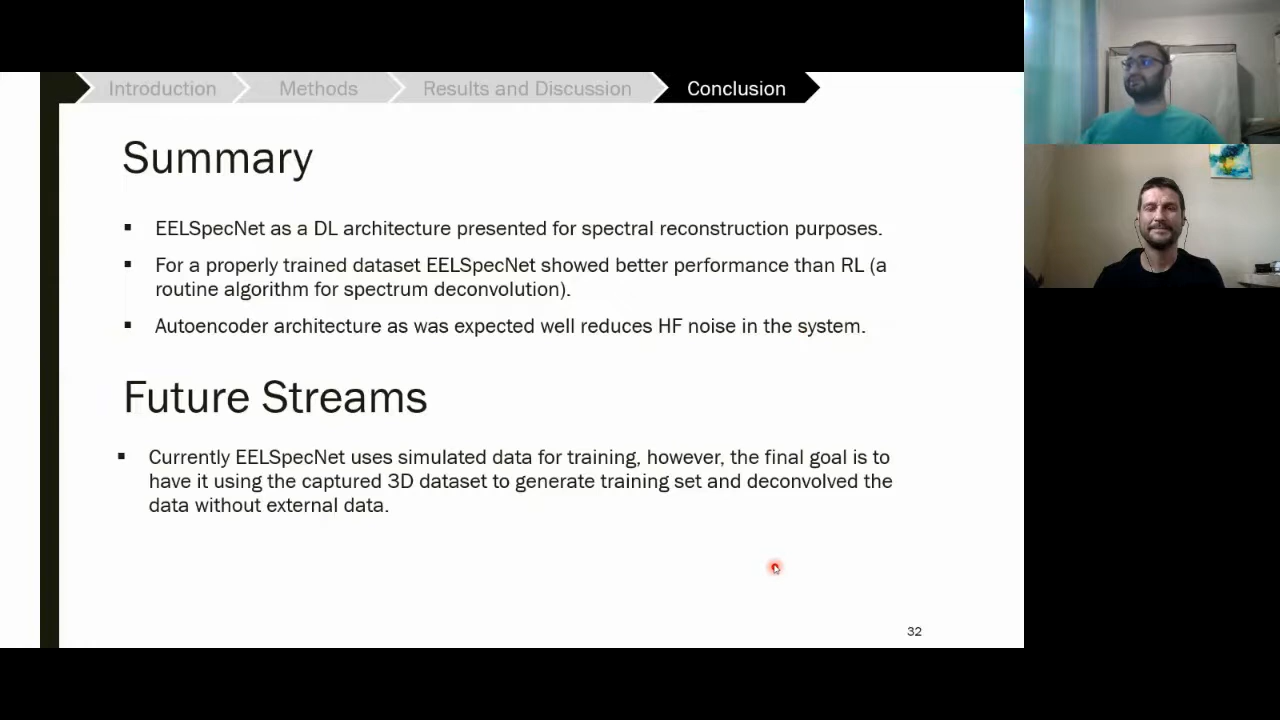 Introduction
Methods
Results and Discussion
Conclusion
Summary
▪ EELSpecNet as a DL architecture presented for spectral reconstruction purposes.
▪ For a properly trained dataset EELSpecNet showed better performance than RL (a
routine algorithm for spectrum deconvolution).
▪ Autoencoder architecture as was expected well reduces HF noise in the system.
Future Streams
▪ Currently EELSpecNet uses simulated data for training, however, the final goal is to
have it using the captured 3D dataset to generate training set and deconvolved the
data without external data.
32